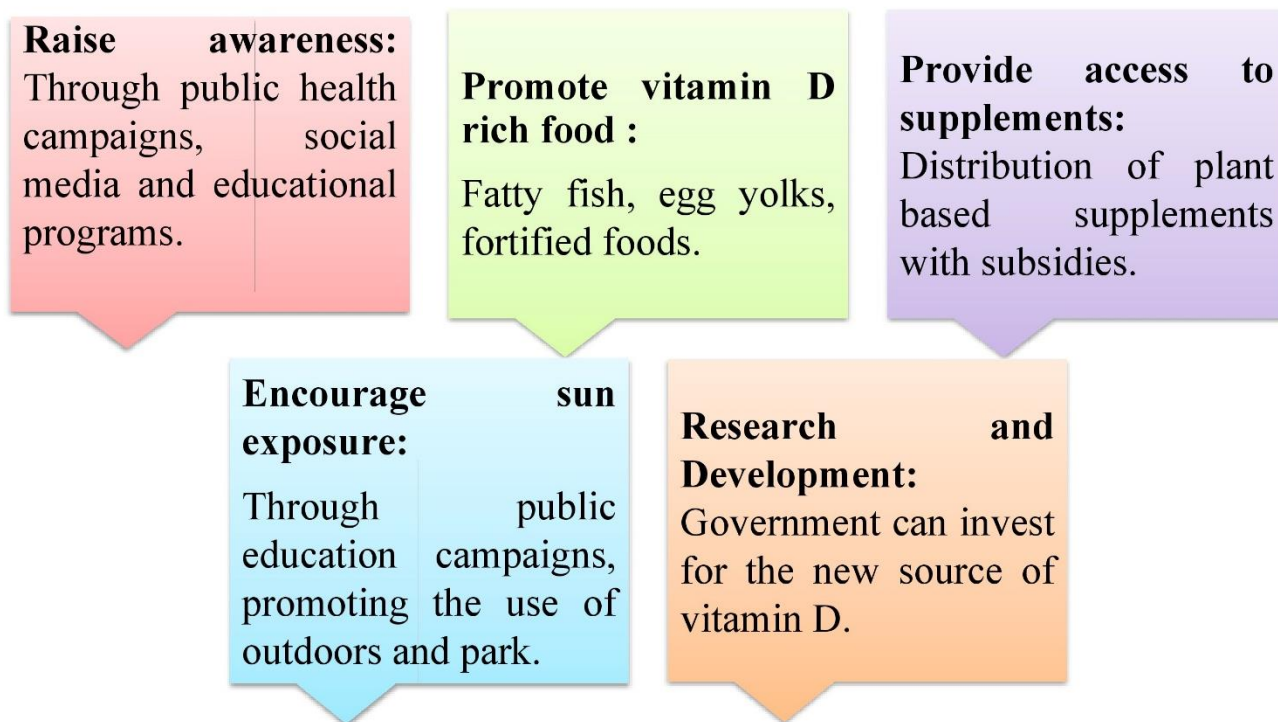 Raise awareness:
Through public health
campaigns, social
media and educational
programs.
Promote vitamin D
rich food :
Fatty fish, egg yolks,
fortified foods.
Provide access to
supplements:
Distribution of plant
based supplements
with subsidies.
Encourage sun
exposure:
Through public
education campaigns,
promoting the use of
outdoors and park.
Research and
Development:
Government can invest
for the new source of
vitamin D.